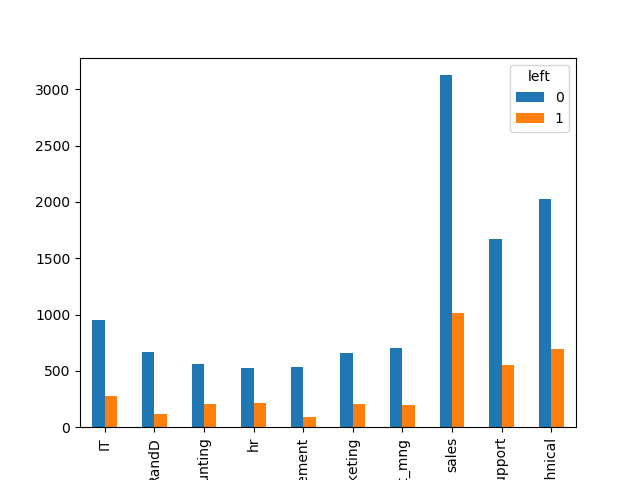 left
0
1
3000
2500
2000
1500
1000
500
0
IT
RandD
unting
hr
ement
keting
t_mng
sales
upport
hnical